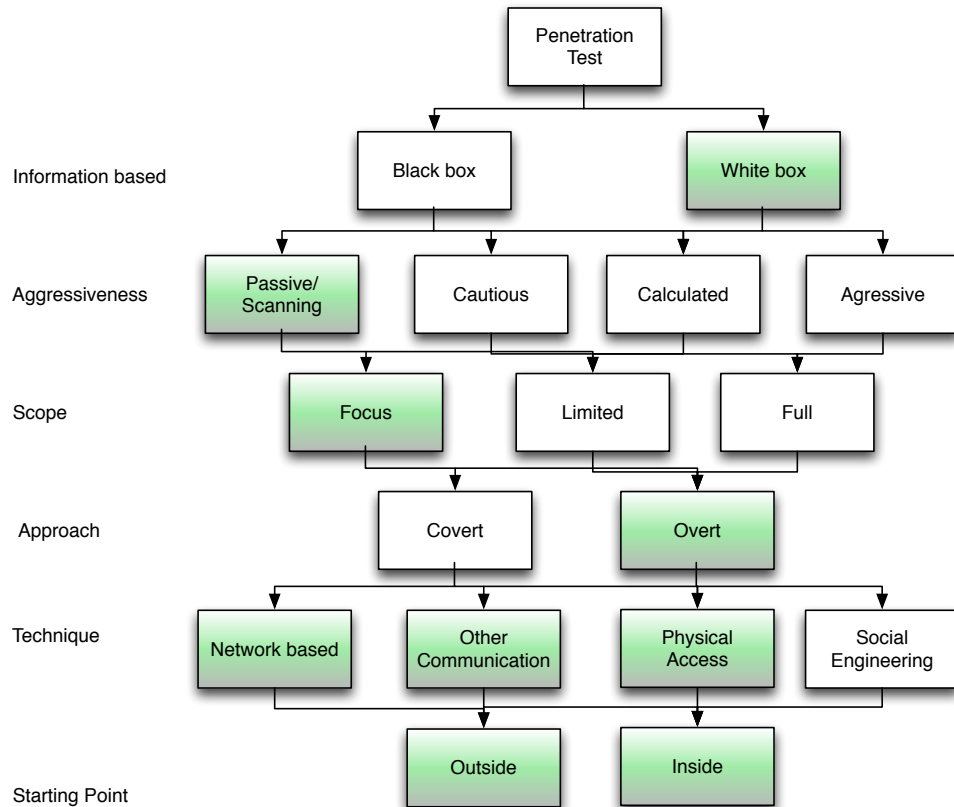 Penetration
Test
Information based
Black box
White box
Aggressiveness
Passive/
Scanning
Cautious
Calculated
Agressive
Scope
Focus
Limited
Full
Approach
Covert
Overt
Technique
Network based
Other
Communication
Physical
Access
Social
Engineering
Outside
Inside
Starting Point